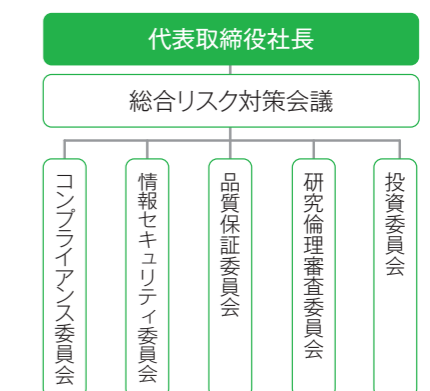 代表取締役社長
総合リスク対策会議
コンプライアンス委員会
情報セキュリティ委員会
品質保証委員会
研究倫理審査委員会
投資委員会